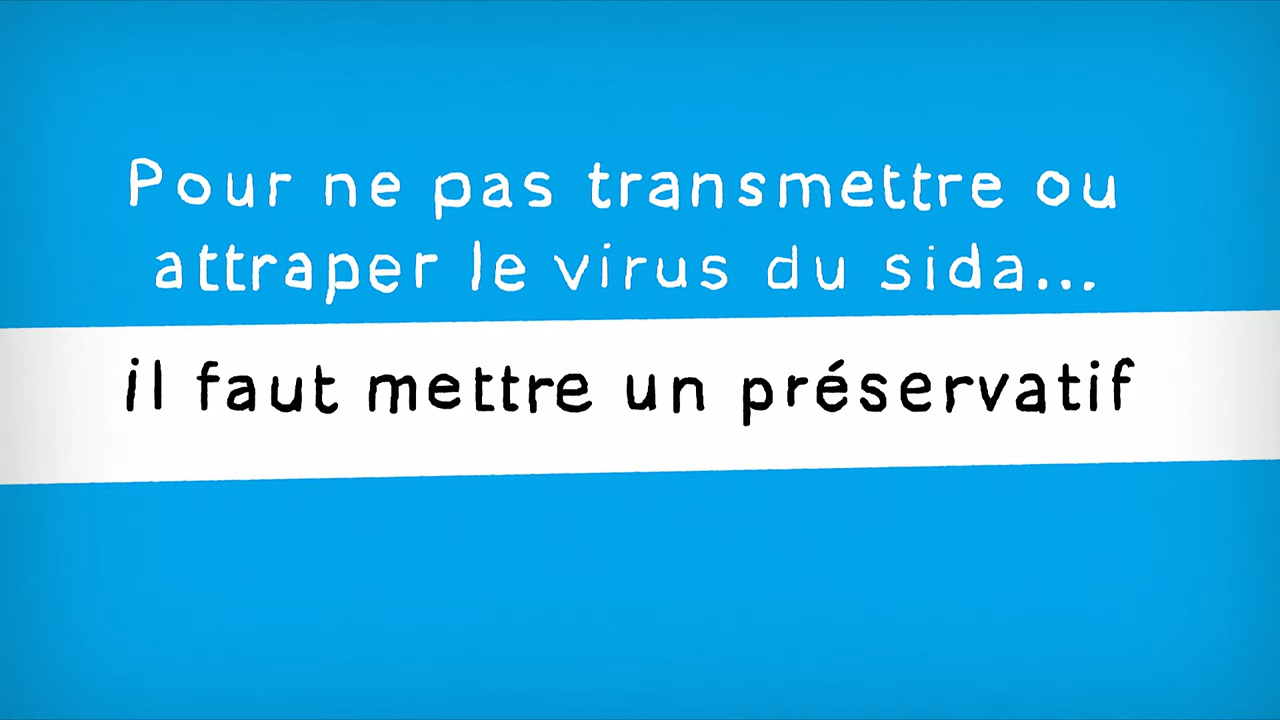 Pour ne pas transmettre ou
attraper le virus du sida...
il faut mettre un préservatif